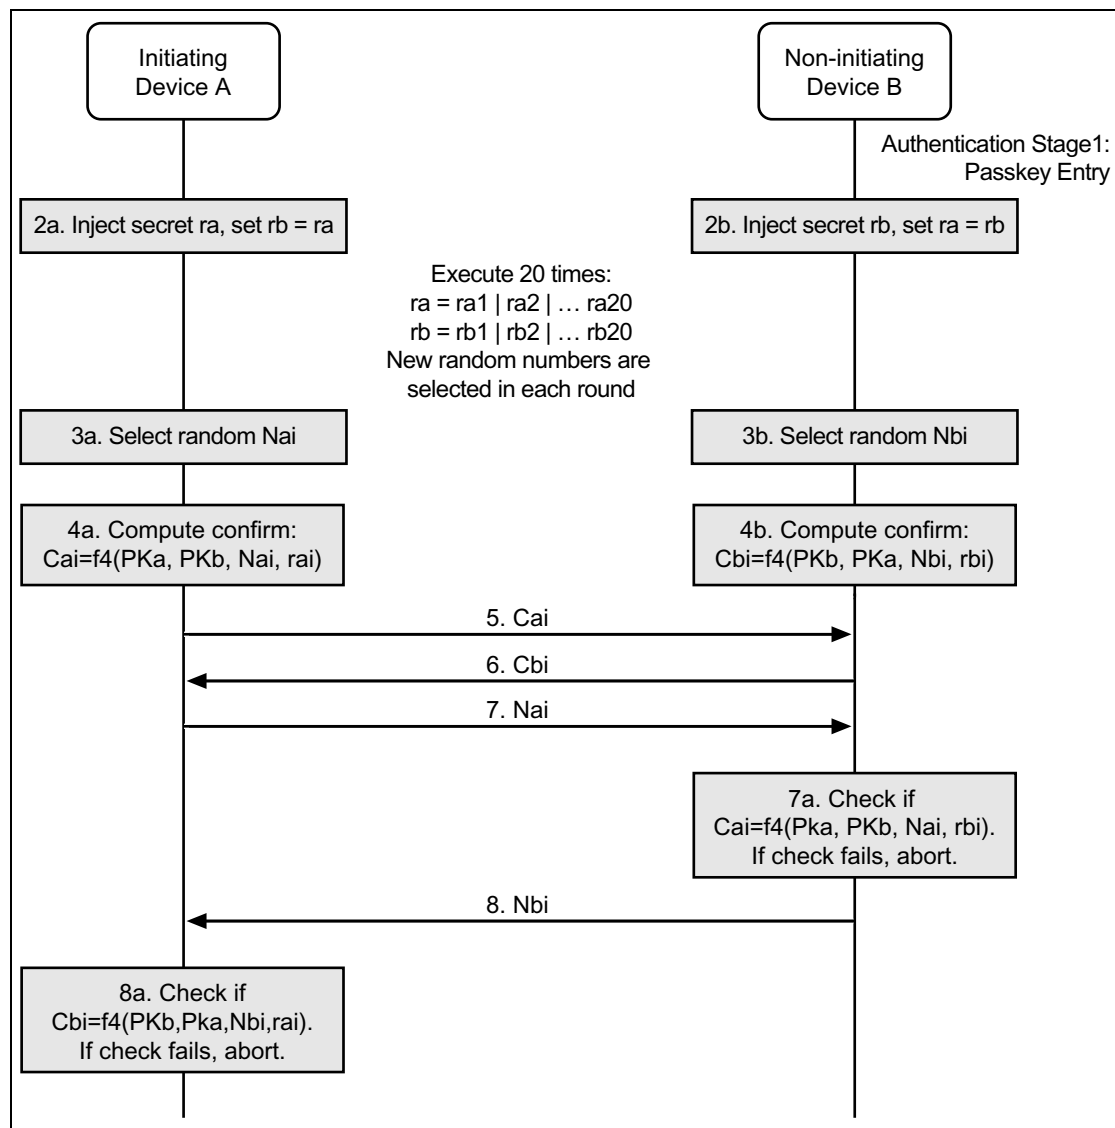 Initiating
Device A
Non-initiating
Device B
Authentication Stage1:
Passkey Entry
2a. Inject secret ra, set rb = ra
2b. Inject secret rb, set ra = rb
Execute 20 times:
ra = ra1 | ra2 | … ra20
rb = rb1 | rb2 | … rb20
New random numbers are
selected in each round
3a. Select random Nai
3b. Select random Nbi
4a. Compute confirm:
Cai=f4(PKa, PKb, Nai, rai)
4b. Compute confirm:
Cbi=f4(PKb, PKa, Nbi, rbi)
5. Cai
6. Cbi
7. Nai
7a. Check if
Cai=f4(Pka, PKb, Nai, rbi).
If check fails, abort.
8. Nbi
8a. Check if
Cbi=f4(PKb,Pka,Nbi,rai).
If check fails, abort.